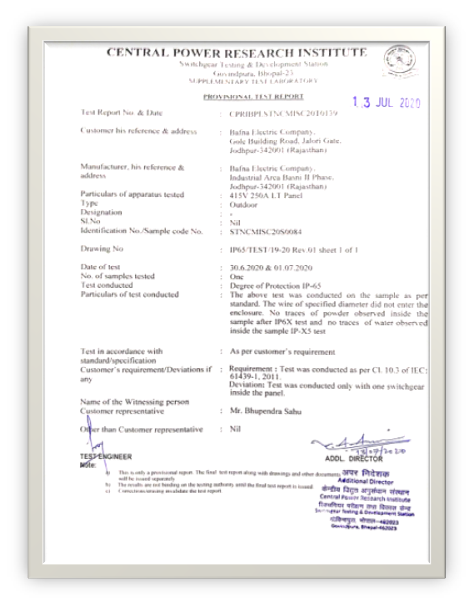 CENTRAL POWER RESEARCH INSTITUTE
Switchgear Testing & Development Station
Govindpura, Bhopal-23
SUPPLEMENTARY TEST LABORATORY
PROVISIONAL TEST REPORT
13 JUL 2020
Test Report No. & Date : CPRIBPLSTNCMISC20T0159
Customer his reference & address : Bafna Electric Company.
Gole Building Road, Jalori Gate,
Jodhpur-342001 (Rajasthan)
Manufacturer, his reference & : Bafna Electric Company.
address Industrial Area Basni II Phase,
Jodhpur-342001 (Rajasthan)
Particulars of apparatus tested : 415V 250A LT Panel
Type : Outdoor
Designation : -
Sl.No : Nil
Identification No./Sample code No. : STNCMISC20S0084
Drawing No : IP65/TEST/19-20 Rev 01 sheet 1 of 1
Date of test : 30.6.2020 & 01.07.2020
No. of samples tested : One
Test conducted : Degree of Protection IP-65
Particulars of test conducted : The above test was conducted on the sample as per
standard. The wire of specified diameter did not enter the
enclosure. No traces of powder observed inside the
sample after IP6X test and no traces of water observed
inside the sample IP-X5 test
Test in accordance with : As per customer's requirement
standard/specification
Customer's requirement/Deviations if : Requirement : Test was conducted as per Cl. 10.3 of IEC:
any 61439-1, 2011.
Deviation: Test was conducted only with one switchgear
inside the panel.
Name of the Witnessing person
Customer representative : Mr. Bhupendra Sahu
Other than Customer representative : Nil
TEST ENGINEER
ADDL. DIRECTOR
Note:
a) This is only a provisional report. The final test report along with drawings and other documents
will be issued separately
b) The results are not binding on the testing authority until the final test report is issued
c) Corrections/erasing invalidates the test report
अपर निदेशक
Additional Director
केन्द्रीय विद्युत अनुसंधान संस्थान
Central Power Research Institute
Switchgear Testing & Development Station
गोविन्दपुरा, भोपाल-462023
Govindpura, Bhopal-462023